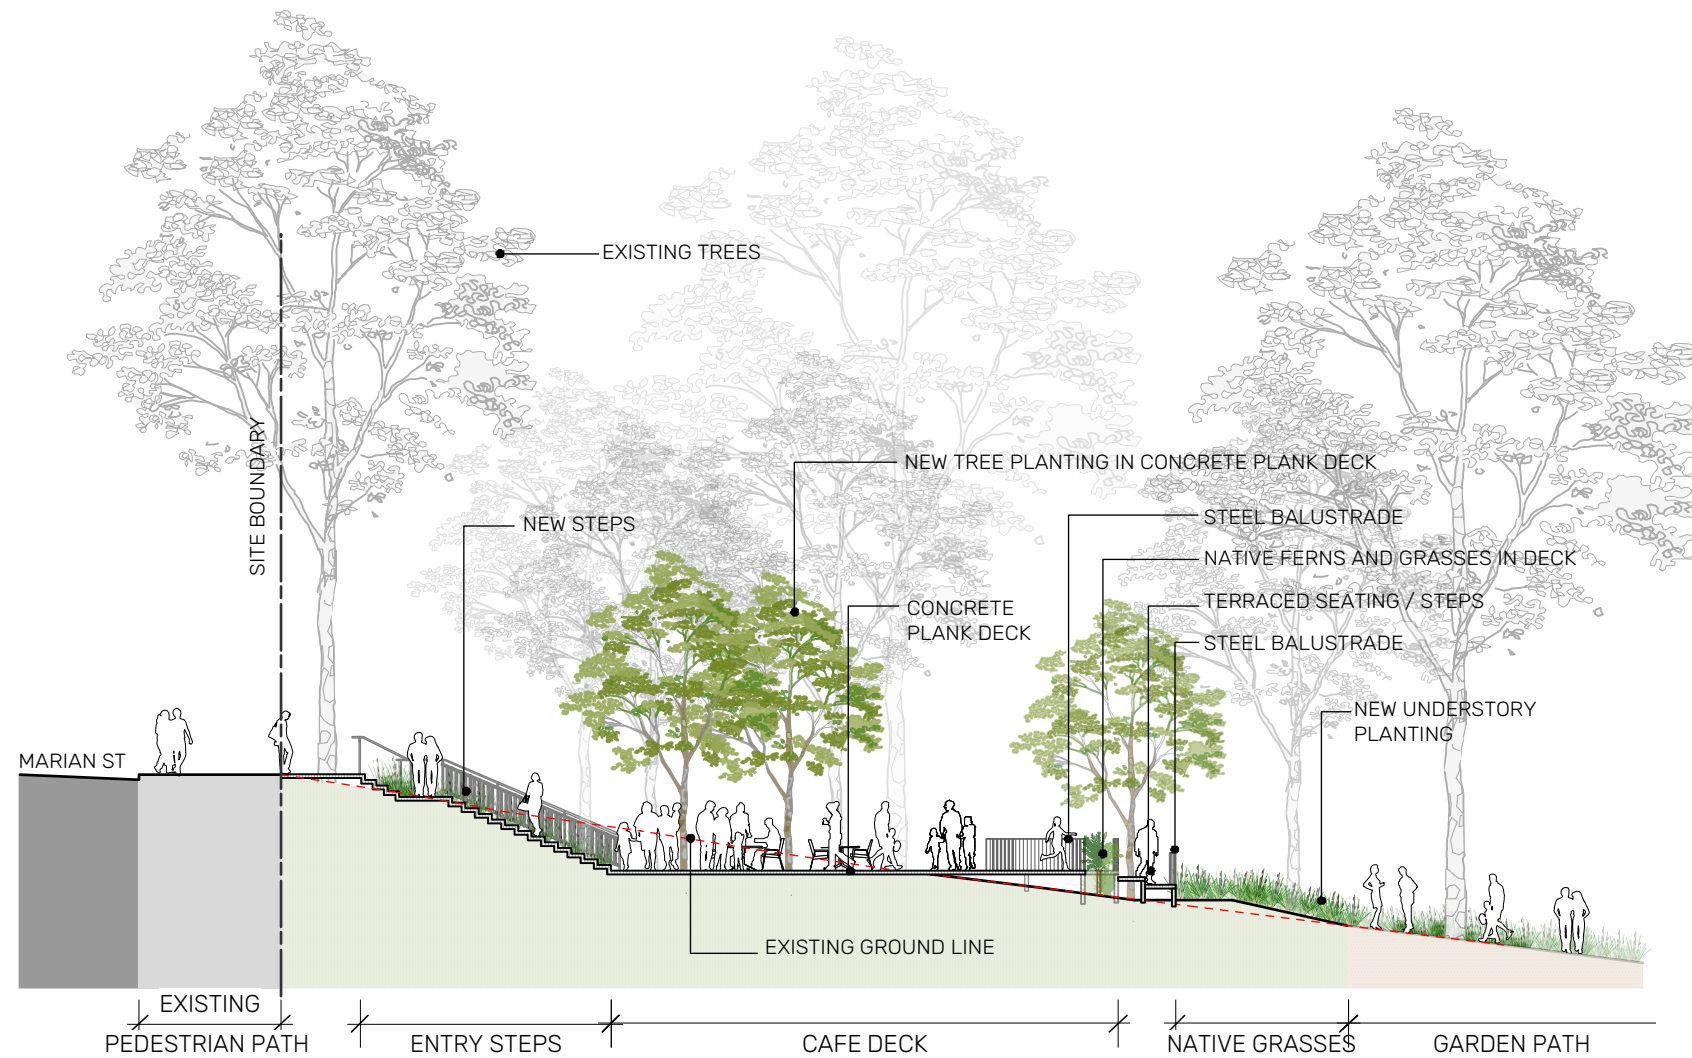 EXISTING TREES
SITE BOUNDARY
NEW TREE PLANTING IN CONCRETE PLANK DECK
NEW STEPS
STEEL BALUSTRADE
NATIVE FERNS AND GRASSES IN DECK
CONCRETE
PLANK DECK
TERRACED SEATING / STEPS
STEEL BALUSTRADE
NEW UNDERSTORY
PLANTING
MARIAN ST
EXISTING GROUND LINE
EXISTING
PEDESTRIAN PATH
ENTRY STEPS
CAFE DECK
NATIVE GRASSES
GARDEN PATH